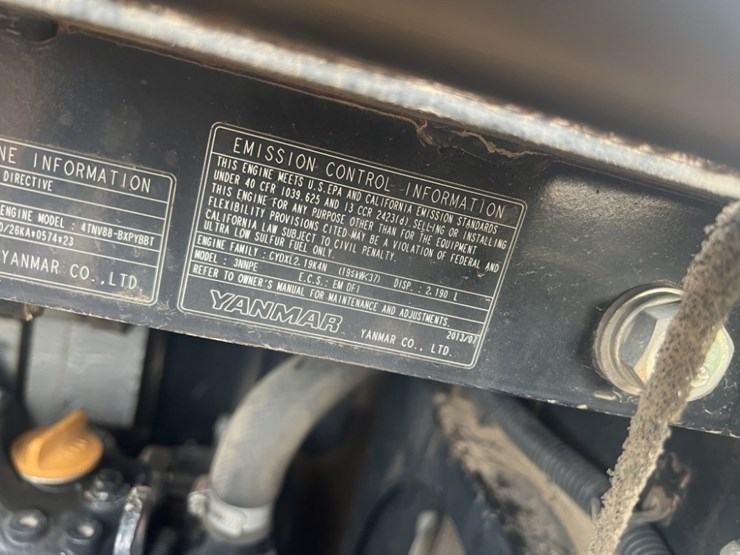 NE INFORMATION
DIRECTIVE
ENGINE MODEL : 4TNV88-BXPYBBT
0/26KA*0574*23
YANMAR CO.,LTD.
EMISSION CONTROL INFORMATION
THIS ENGINE MEETS U.S.EPA AND CALIFORNIA EMISSION STANDARDS
UNDER 40 CFR 1039.625 AND 13 CCR 2423(d).SELLING OR INSTALLING
THIS ENGINE FOR ANY PURPOSE OTHER THAN FOR THE EQUIPMENT
FLEXIBILITY PROVISIONS CITED MAY BE A VIOLATION OF FEDERAL AND
CALIFORNIA LAW SUBJECT TO CIVIL PENALTY.
ULTRA LOW SULFUR FUEL ONLY.
ENGINE FAMILY : CYDXL2.19K4N (19≤kW<37) DISP. : 2.190 L
MODEL : 3NNPE E.C.S.: EM DFI
REFER TO OWNER'S MANUAL FOR MAINTENANCE AND ADJUSTMENTS.
2013/07
YANMAR YANMAR CO., LTD.